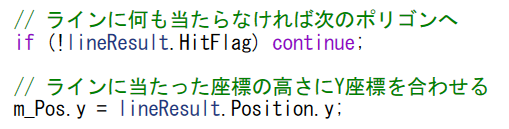 // ラインに何も当たらなければ次のポリゴンへ
if (!lineResult.HitFlag) continue;
// ラインに当たった座標の高さにY座標を合わせる
m_Pos.y = lineResult.Position.y;